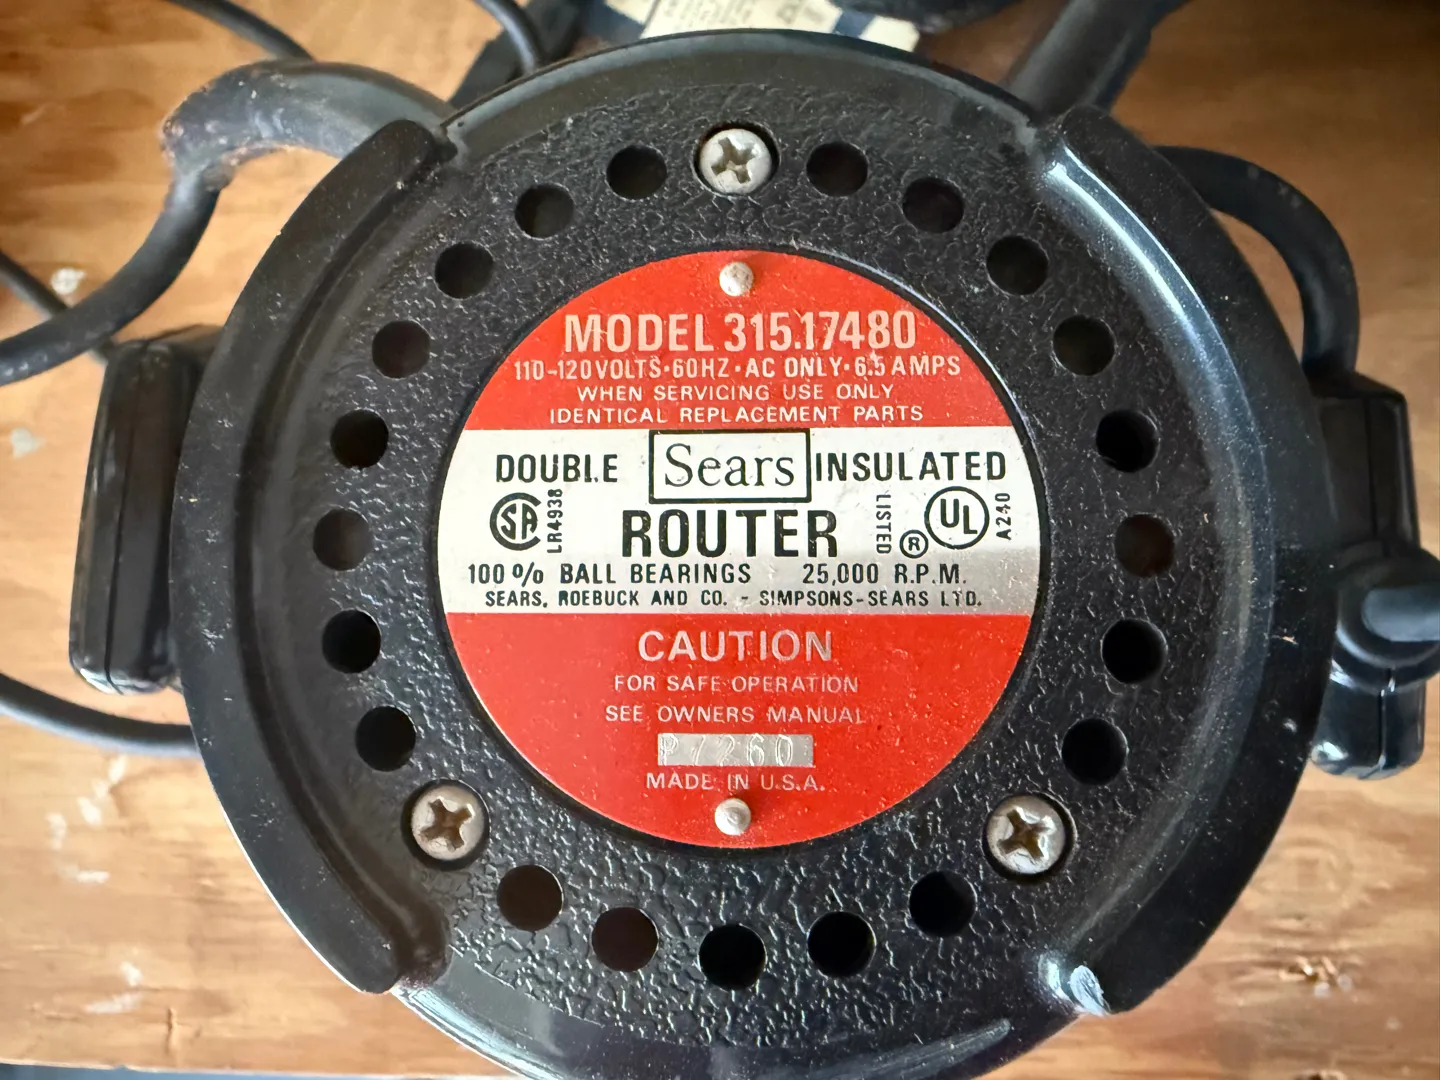 MODEL 315.17480
110-120 VOLTS·60HZ·AC ONLY·6.5 AMPS
WHEN SERVICING USE ONLY
IDENTICAL REPLACEMENT PARTS
DOUBLE Sears INSULATED
SA LR4938 ROUTER LISTED ® UL A240
100% BALL BEARINGS 25,000 R.P.M.
SEARS, ROEBUCK AND CO. - SIMPSONS-SEARS LTD.
CAUTION
FOR SAFE OPERATION
SEE OWNERS MANUAL
P7260
MADE IN U.S.A.